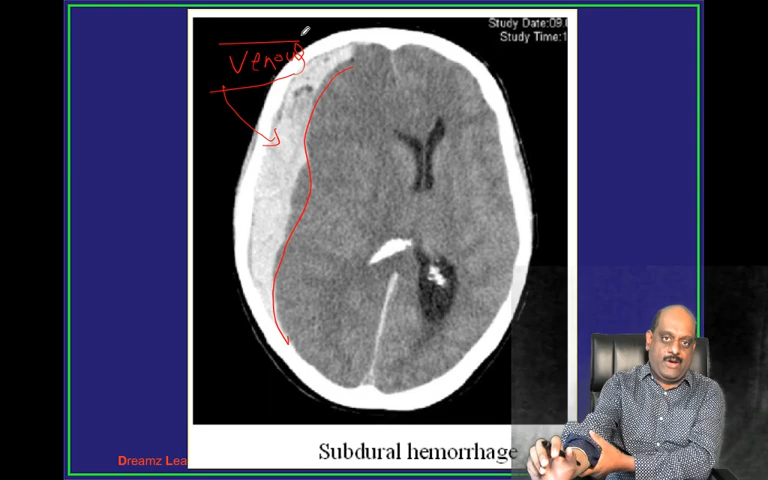 Study Date:09.
Study Time:1
Venous
Subdural hemorrhage
Dreamz Lea